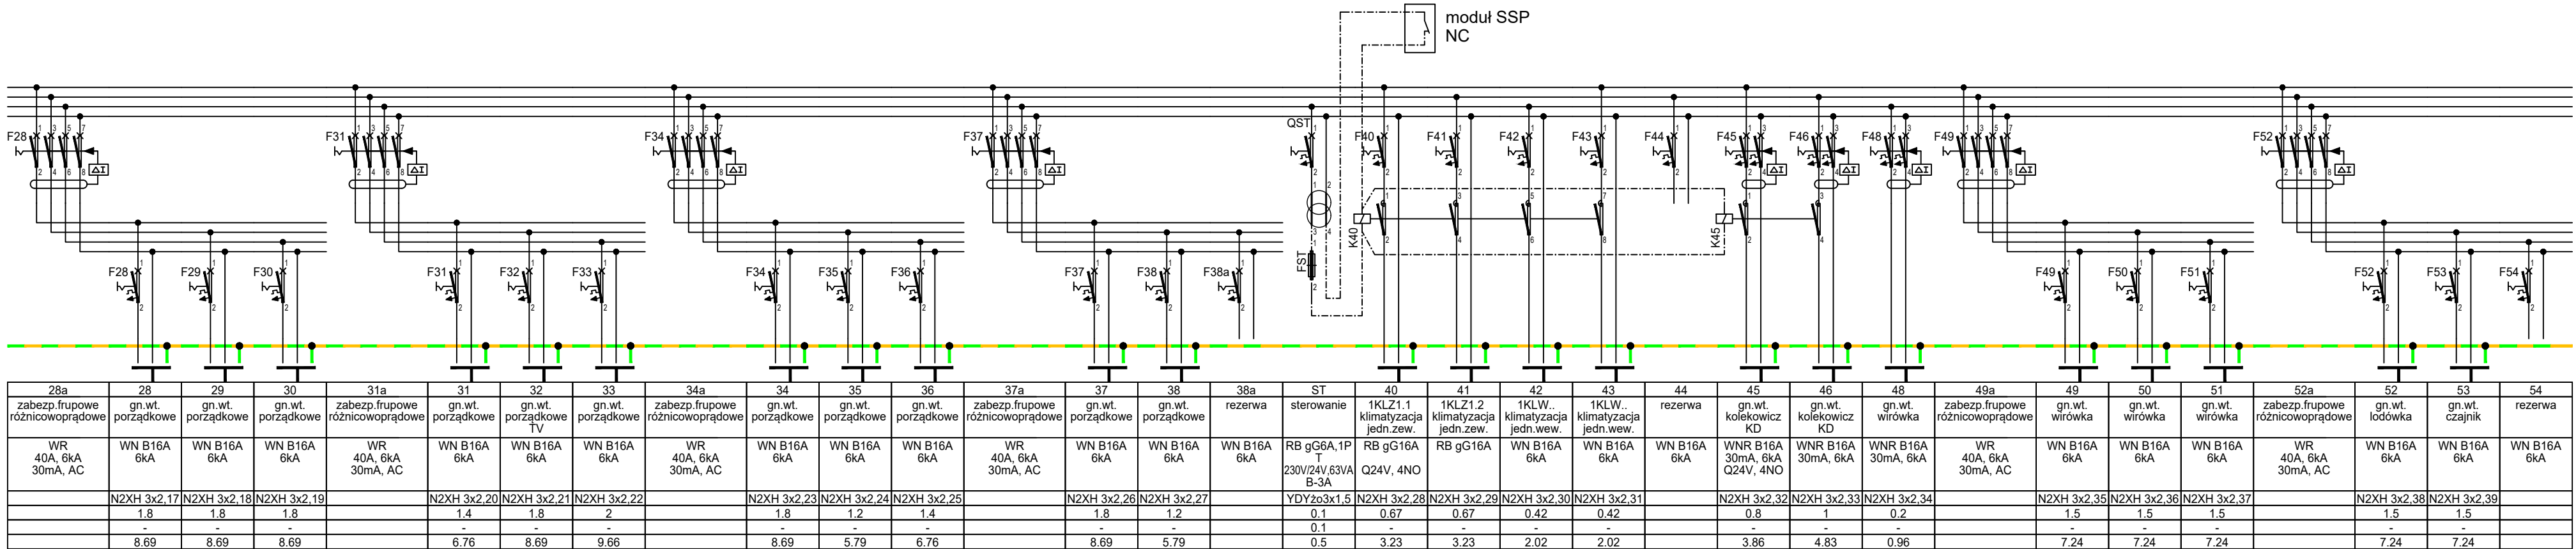 moduł SSP
NC
F28 F31 F34 F37 QST F40 F41 F42 F43 F44 F45 F46 F48 F49 F52
K40 K45
FST
F28 F29 F30 F31 F32 F33 F34 F35 F36 F37 F38 F38a F49 F50 F51 F52 F53 F54
28a 28 29 30 31a 31 32 33 34a 34 35 36 37a 37 38 38a ST 40 41 42 43 44 45 46 48 49a 49 50 51 52a 52 53 54
zabezp.frupowe gn.wt. gn.wt. gn.wt. zabezp.frupowe gn.wt. gn.wt. gn.wt. zabezp.frupowe gn.wt. gn.wt. gn.wt. zabezp.frupowe gn.wt. gn.wt. rezerwa sterowanie 1KLZ1.1 1KLZ1.2 1KLW.. 1KLW.. rezerwa gn.wt. gn.wt. gn.wt. zabezp.frupowe gn.wt. gn.wt. gn.wt. zabezp.frupowe gn.wt. gn.wt. rezerwa
różnicowoprądowe porządkowe porządkowe porządkowe różnicowoprądowe porządkowe porządkowe porządkowe różnicowoprądowe porządkowe porządkowe porządkowe różnicowoprądowe porządkowe porządkowe klimatyzacja klimatyzacja klimatyzacja klimatyzacja kolekowicz kolekowicz wirówka różnicowoprądowe wirówka wirówka wirówka różnicowoprądowe lodówka czajnik
TV jedn.zew. jedn.zew. jedn.wew. jedn.wew. KD KD
WR WN B16A WN B16A WN B16A WR WN B16A WN B16A WN B16A WR WN B16A WN B16A WN B16A WR WN B16A WN B16A WN B16A RB gG6A,1P RB gG16A RB gG16A WN B16A WN B16A WN B16A WNR B16A WNR B16A WNR B16A WR WN B16A WN B16A WN B16A WR WN B16A WN B16A WN B16A
40A, 6kA 6kA 6kA 6kA 40A, 6kA 6kA 6kA 6kA 40A, 6kA 6kA 6kA 6kA 40A, 6kA 6kA 6kA 6kA T 6kA 6kA 6kA 30mA, 6kA 30mA, 6kA 30mA, 6kA 40A, 6kA 6kA 6kA 6kA 40A, 6kA 6kA 6kA 6kA
30mA, AC 30mA, AC 30mA, AC 30mA, AC 230V/24V,63VA Q24V, 4NO Q24V, 4NO 30mA, AC 30mA, AC
B-3A
N2XH 3x2,17 N2XH 3x2,18 N2XH 3x2,19 N2XH 3x2,20 N2XH 3x2,21 N2XH 3x2,22 N2XH 3x2,23 N2XH 3x2,24 N2XH 3x2,25 N2XH 3x2,26 N2XH 3x2,27 YDYżo3x1,5 N2XH 3x2,28 N2XH 3x2,29 N2XH 3x2,30 N2XH 3x2,31 N2XH 3x2,32 N2XH 3x2,33 N2XH 3x2,34 N2XH 3x2,35 N2XH 3x2,36 N2XH 3x2,37 N2XH 3x2,38 N2XH 3x2,39
1.8 1.8 1.8 1.4 1.8 2 1.8 1.2 1.4 1.8 1.2 0.1 0.67 0.67 0.42 0.42 0.8 1 0.2 1.5 1.5 1.5 1.5 1.5
- - - - - - - - - - - 0.1 - - - - - - - - - - - -
8.69 8.69 8.69 6.76 8.69 9.66 8.69 5.79 6.76 8.69 5.79 0.5 3.23 3.23 2.02 2.02 3.86 4.83 0.96 7.24 7.24 7.24 7.24 7.24